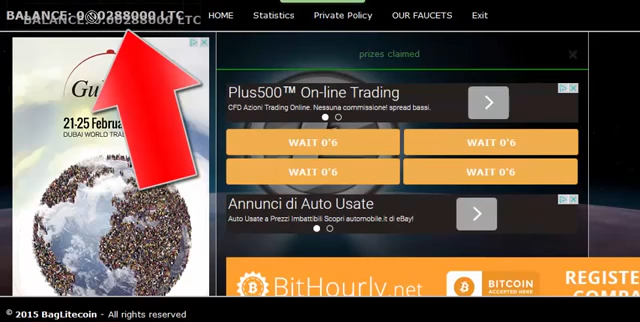 BALANCE: 0.00288000 LTC HOME Statistics Private Policy OUR FAUCETS Exit
prizes claimed
21-25 Februa
DUBAI WORLD TRA
Plus500™ On-line Trading
CFD Azioni Trading Online. Nessuna commissione! spread bassi.
WAIT 0'6 WAIT 0'6
WAIT 0'6 WAIT 0'6
Annunci di Auto Usate
Auto Usate a Prezzi Imbattibili Scopri automobile.it di eBay!
BitHourly.net
BITCOIN
ACCEPTED HERE
REGISTE
COMPA
© 2015 BagLitecoin - All rights reserved